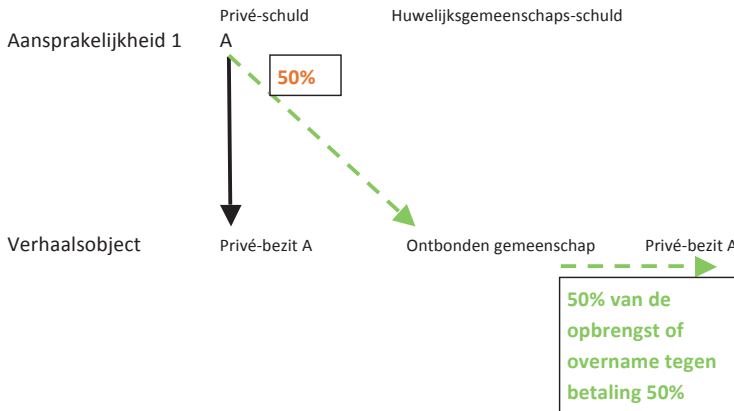 Privé-schuld Huwelijksgemeenschaps-schuld
Aansprakelijkheid 1 A
50%
Verhaalsobject Privé-bezit A Ontbonden gemeenschap Privé-bezit A
50% van de
opbrengst of
overname tegen
betaling 50%